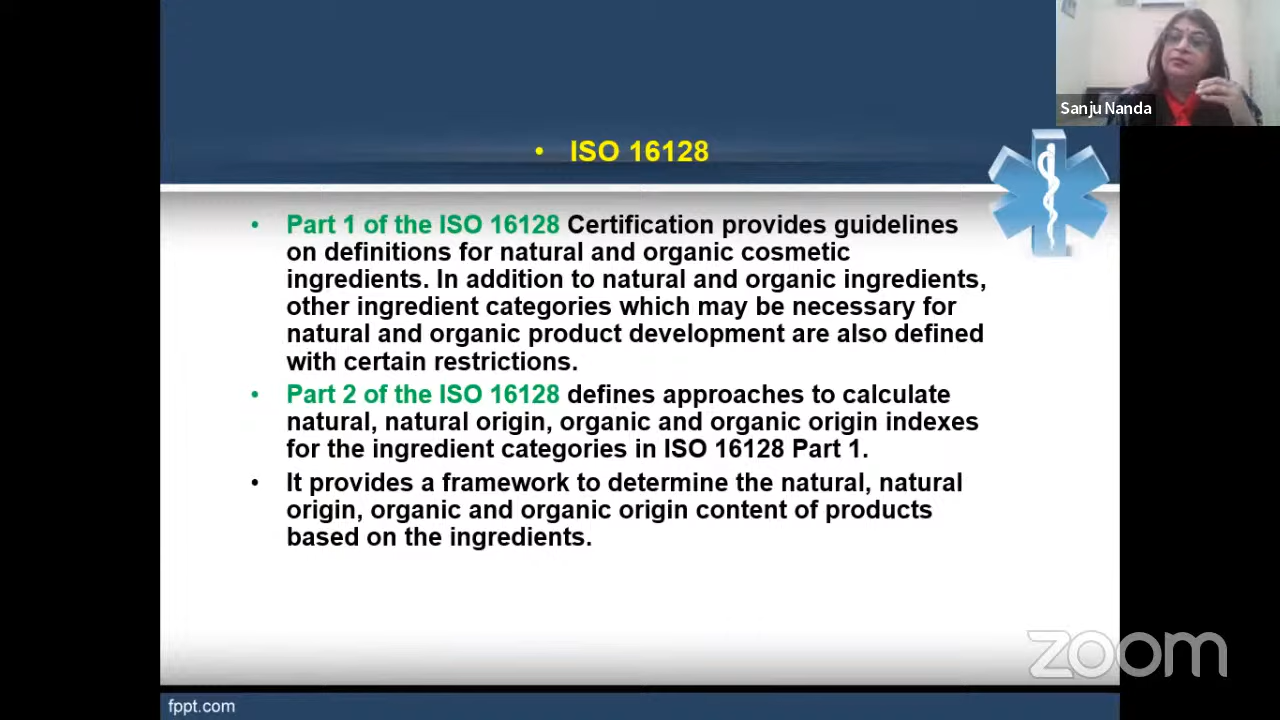 Sanju Nanda
• ISO 16128
• Part 1 of the ISO 16128 Certification provides guidelines
on definitions for natural and organic cosmetic
ingredients. In addition to natural and organic ingredients,
other ingredient categories which may be necessary for
natural and organic product development are also defined
with certain restrictions.
• Part 2 of the ISO 16128 defines approaches to calculate
natural, natural origin, organic and organic origin indexes
for the ingredient categories in ISO 16128 Part 1.
• It provides a framework to determine the natural, natural
origin, organic and organic origin content of products
based on the ingredients.
zoom
fppt.com